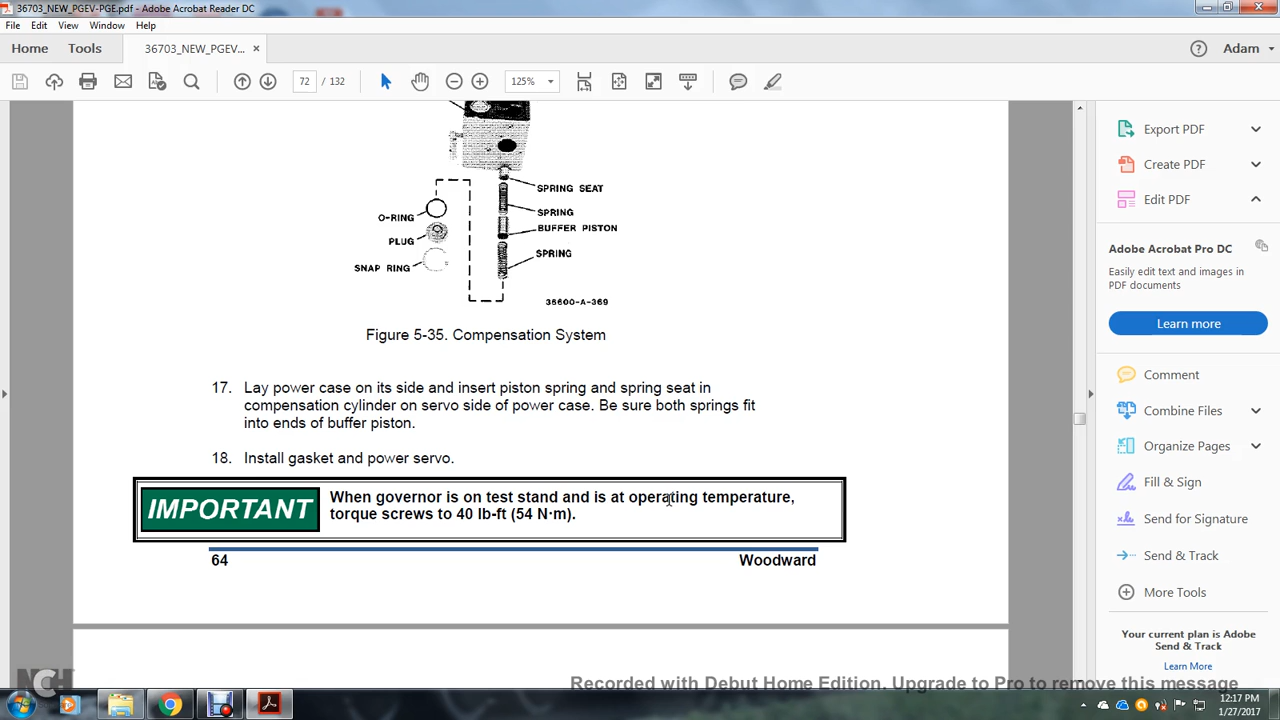 36703_NEW_PGEV-PGE.pdf - Adobe Acrobat Reader DC
File Edit View Window Help
Home Tools 36703_NEW_PGEV... × Adam
72 / 132 125%
SPRING SEAT
SPRING
BUFFER PISTON
SPRING
O-RING
PLUG
SNAP RING
36600-A-369
Figure 5-35. Compensation System
17. Lay power case on its side and insert piston spring and spring seat in
compensation cylinder on servo side of power case. Be sure both springs fit
into ends of buffer piston.
18. Install gasket and power servo.
IMPORTANT
When governor is on test stand and is at operating temperature,
torque screws to 40 lb-ft (54 N·m).
64 Woodward
Export PDF
Create PDF
Edit PDF
Adobe Acrobat Pro DC
Easily edit text and images in
PDF documents
Learn more
Comment
Combine Files
Organize Pages
Fill & Sign
Send for Signature
Send & Track
More Tools
Your current plan is Adobe
Send & Track
Learn More
NCH
Recorded with Debut Home Edition. Upgrade to Pro to remove this message
12:17 PM
1/27/2017